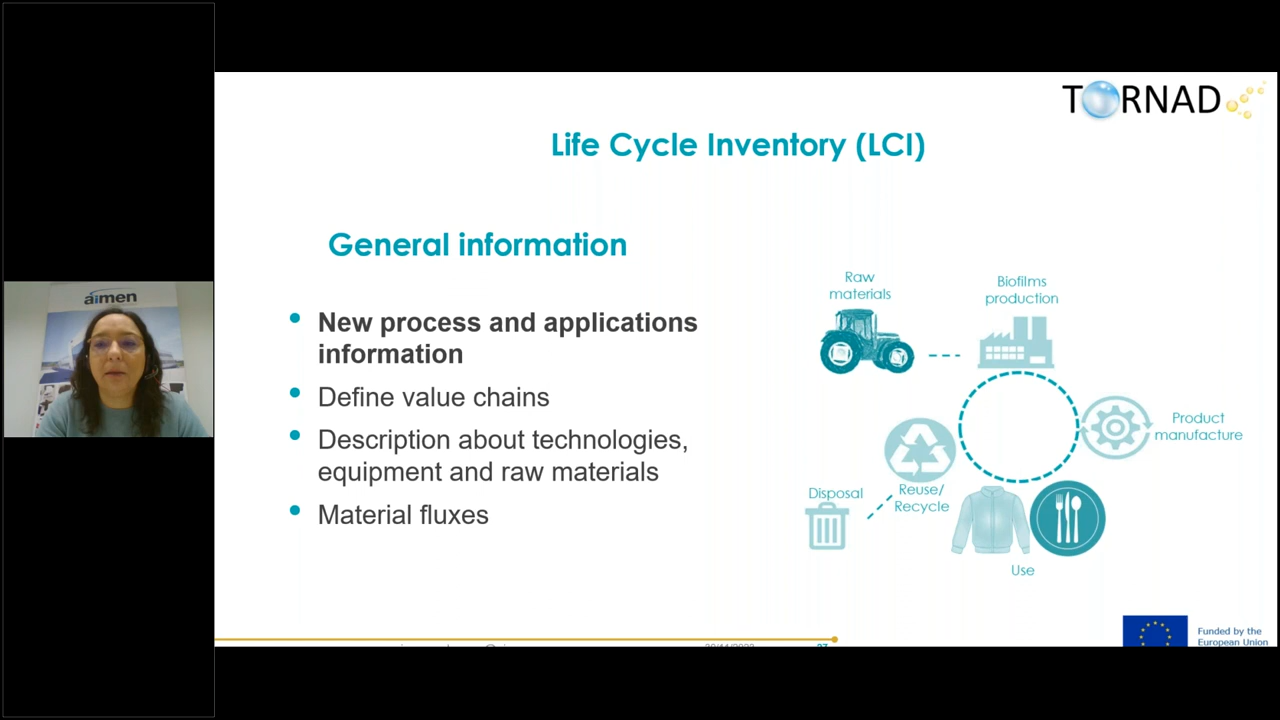 aimen
TORNAD
Life Cycle Inventory (LCI)
General information
New process and applications
information
Define value chains
Description about technologies,
equipment and raw materials
Material fluxes
Raw
materials
Biofilms
production
Product
manufacture
Reuse/
Recycle
Disposal
Use
Funded by the
European Union